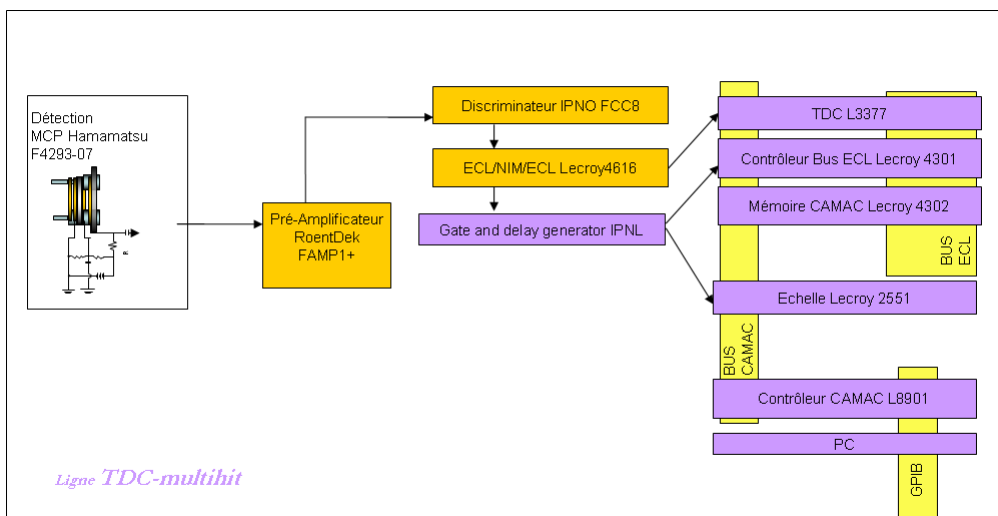 Détection
MCP Hamamatsu
F4293-07
Pré-Amplificateur
RoentDek
FAMP1+
Discriminateur IPNO FCC8
ECL/NIM/ECL Lecroy4616
Gate and delay generator IPNL
TDC L3377
Contrôleur Bus ECL Lecroy 4301
Mémoire CAMAC Lecroy 4302
BUS
ECL
Echelle Lecroy 2551
BUS
CAMAC
Contrôleur CAMAC L8901
PC
GPIB
Ligne TDC-multihit